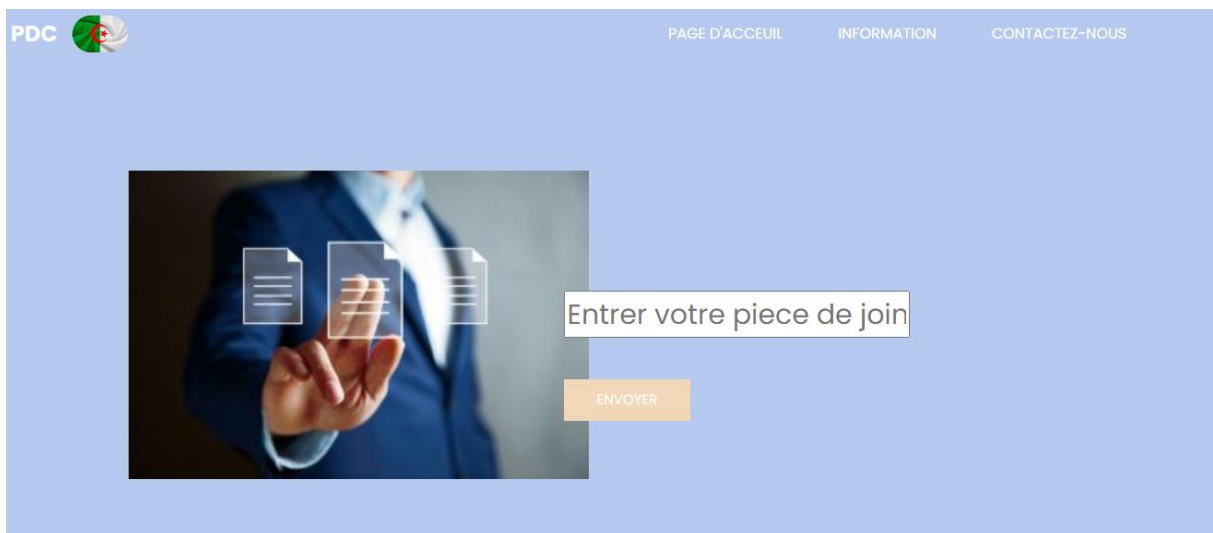 PDC
PAGE D'ACCEUIL INFORMATION CONTACTEZ-NOUS
Entrer votre piece de join
ENVOYER